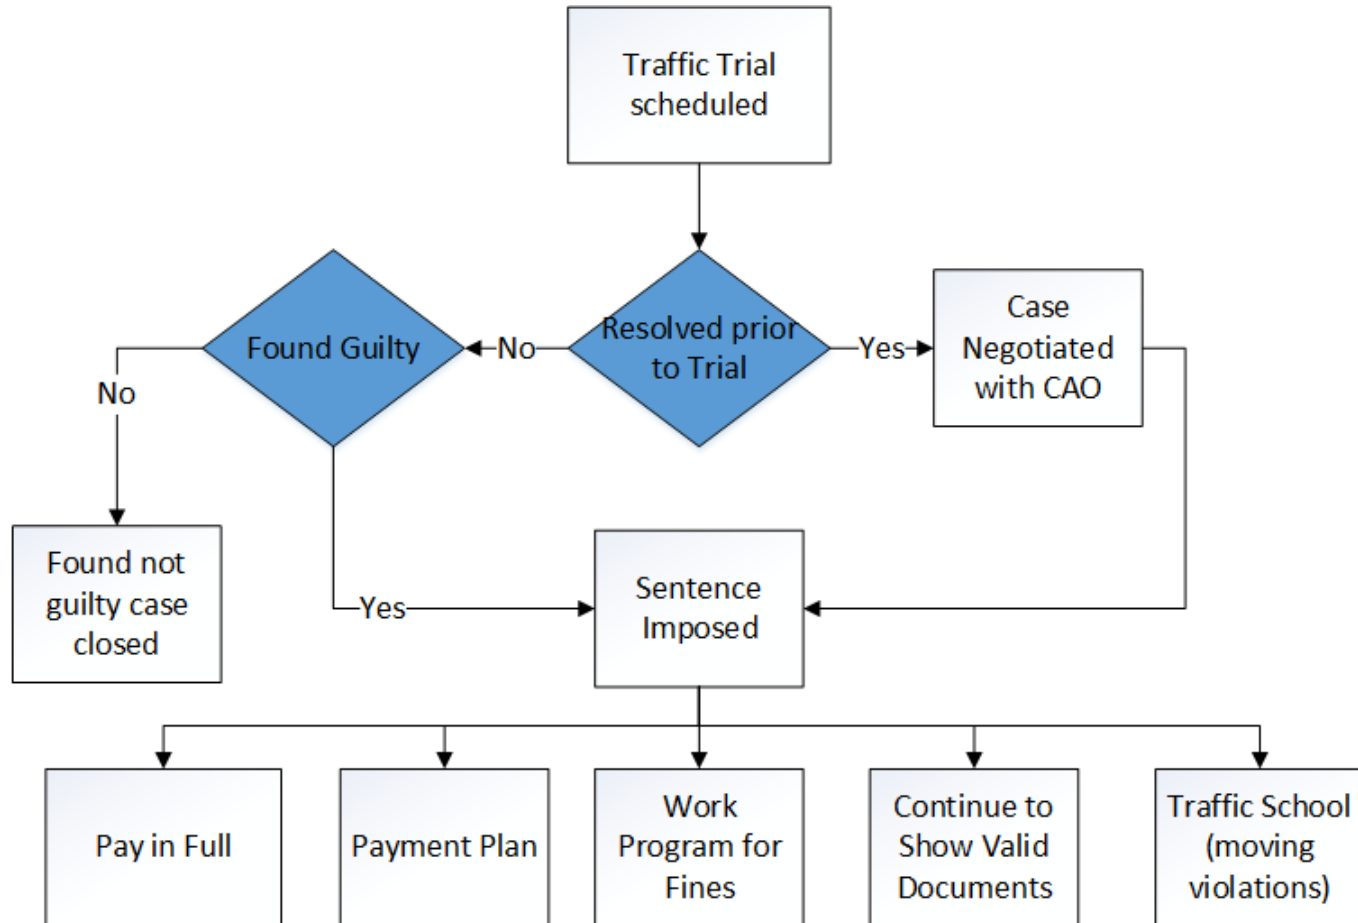 Traffic Trial
scheduled
Found Guilty
No
Resolved prior
to Trial
Yes
Case
Negotiated
with CAO
No
Found not
guilty case
closed
Yes
Sentence
Imposed
Pay in Full
Payment Plan
Work
Program for
Fines
Continue to
Show Valid
Documents
Traffic School
(moving
violations)